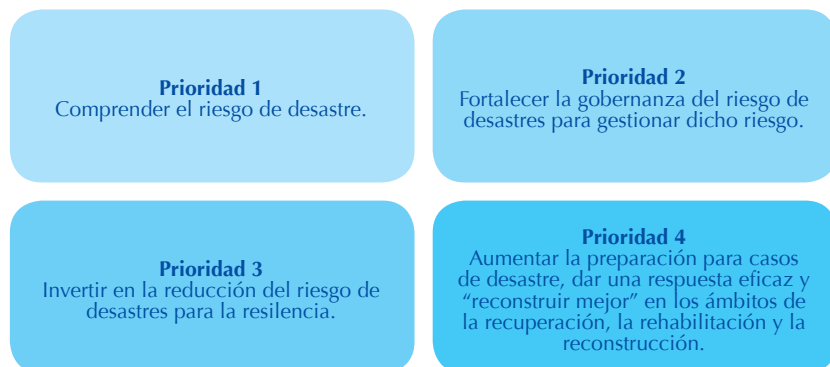 Prioridad 1
Comprender el riesgo de desastre.
Prioridad 2
Fortalecer la gobernanza del riesgo de
desastres para gestionar dicho riesgo.
Prioridad 3
Invertir en la reducción del riesgo de
desastres para la resilencia.
Prioridad 4
Aumentar la preparación para casos
de desastre, dar una respuesta eficaz y
“reconstruir mejor” en los ámbitos de
la recuperación, la rehabilitación y la
reconstrucción.